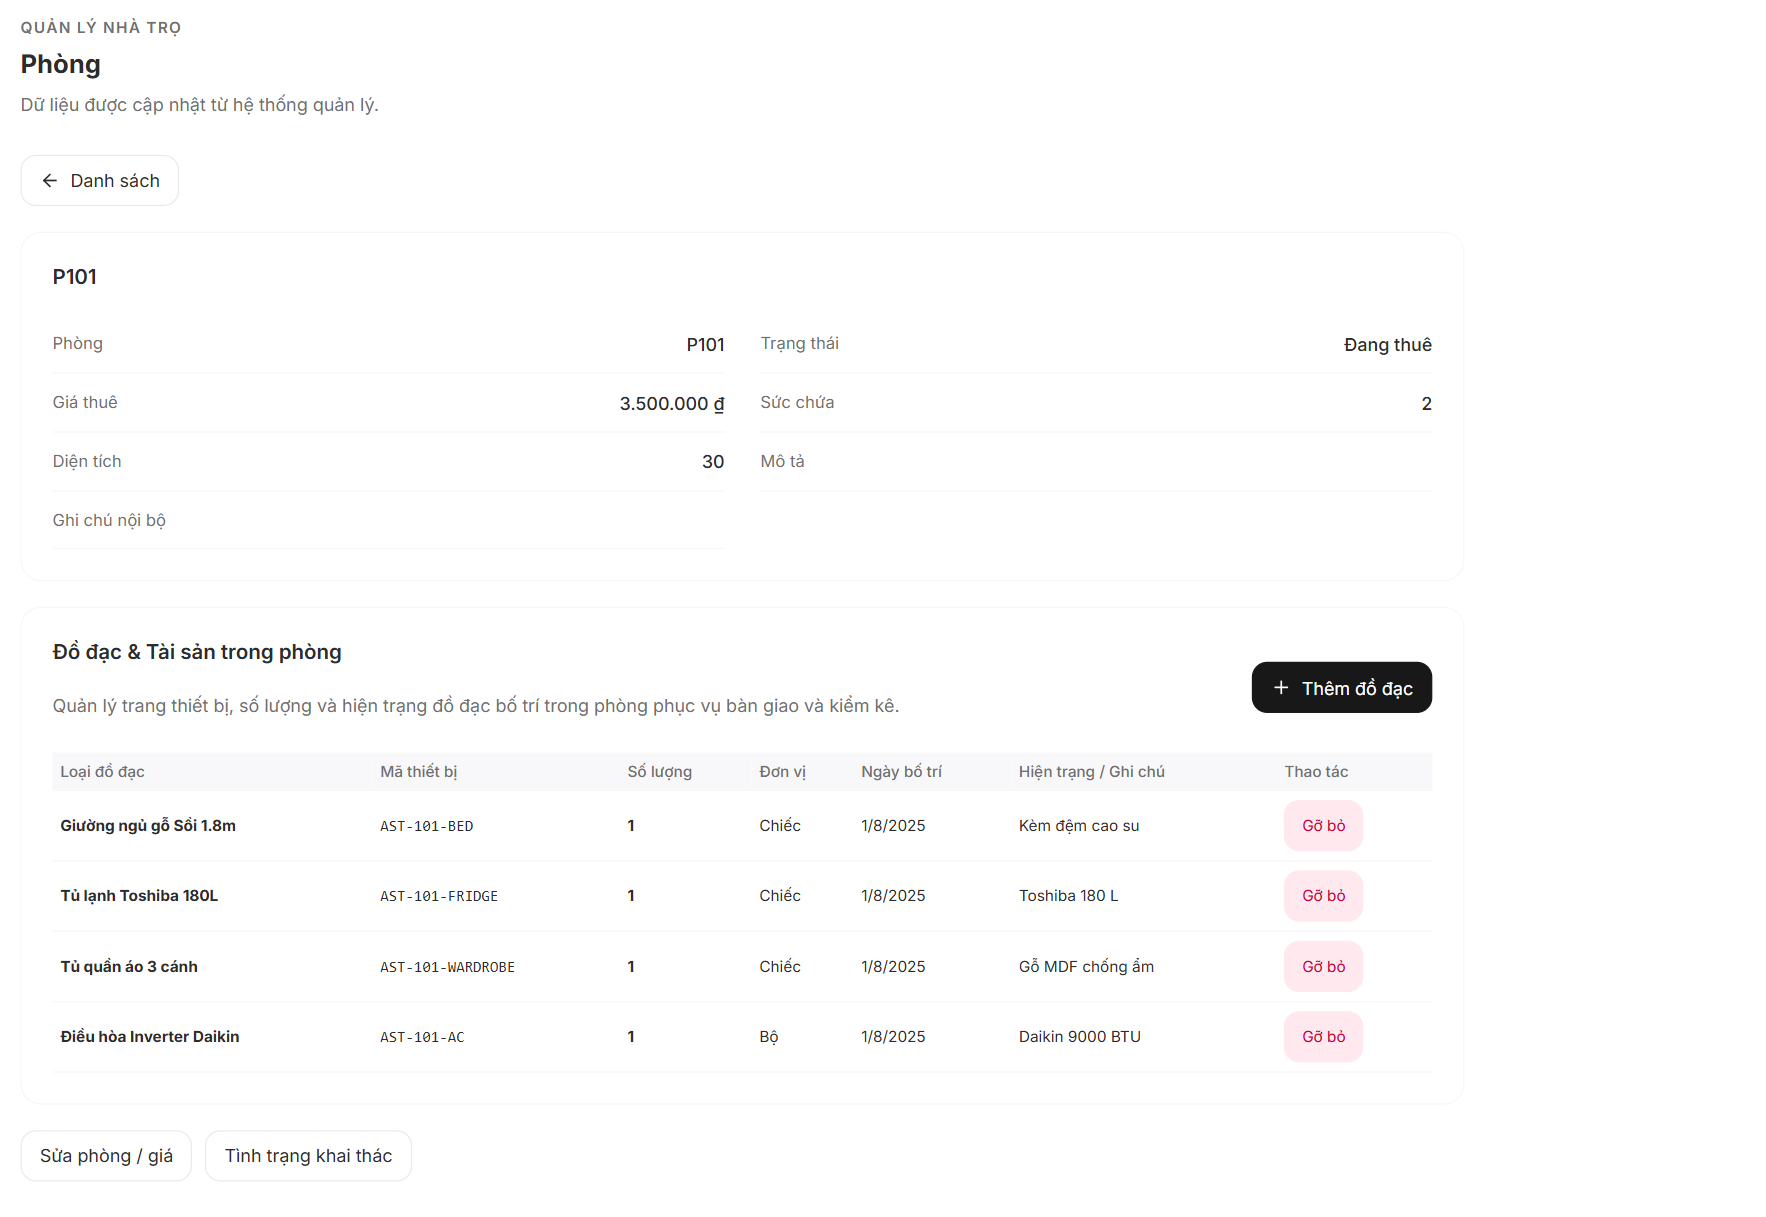 QUẢN LÝ NHÀ TRỌ
Phòng
Dữ liệu được cập nhật từ hệ thống quản lý.
← Danh sách
P101
Phòng P101 Trạng thái Đang thuê
Giá thuê 3.500.000 ₫ Sức chứa 2
Diện tích 30 Mô tả
Ghi chú nội bộ
Đồ đạc & Tài sản trong phòng
Quản lý trang thiết bị, số lượng và hiện trạng đồ đạc bố trí trong phòng phục vụ bàn giao và kiểm kê.
+ Thêm đồ đạc
Loại đồ đạc Mã thiết bị Số lượng Đơn vị Ngày bố trí Hiện trạng / Ghi chú Thao tác
Giường ngủ gỗ Sồi 1.8m AST-101-BED 1 Chiếc 1/8/2025 Kèm đệm cao su Gỡ bỏ
Tủ lạnh Toshiba 180L AST-101-FRIDGE 1 Chiếc 1/8/2025 Toshiba 180 L Gỡ bỏ
Tủ quần áo 3 cánh AST-101-WARDROBE 1 Chiếc 1/8/2025 Gỗ MDF chống ẩm Gỡ bỏ
Điều hòa Inverter Daikin AST-101-AC 1 Bộ 1/8/2025 Daikin 9000 BTU Gỡ bỏ
Sửa phòng / giá Tình trạng khai thác